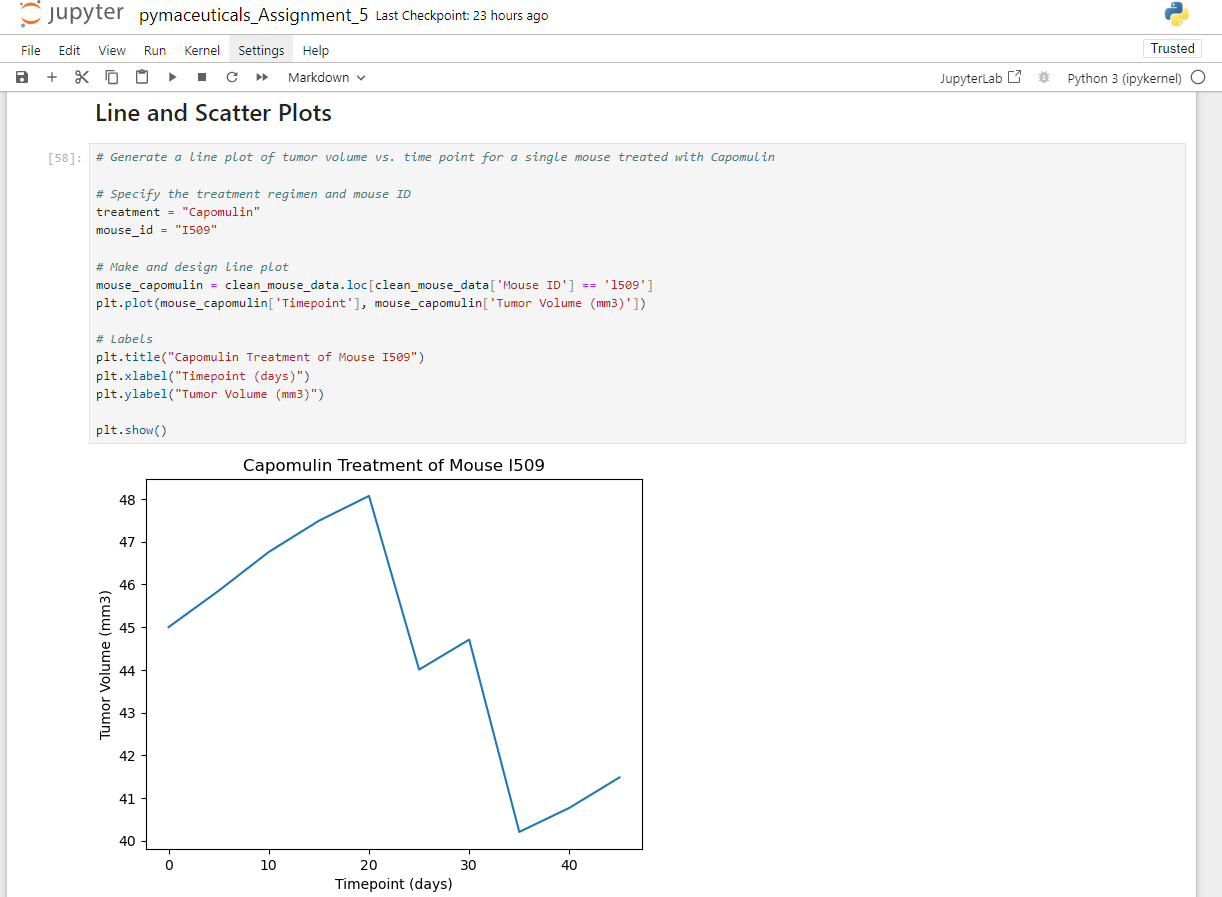 jupyter pymaceuticals_Assignment_5 Last Checkpoint: 23 hours ago
File Edit View Run Kernel Settings Help Trusted
Markdown JupyterLab Python 3 (ipykernel)
Line and Scatter Plots
[58]: # Generate a line plot of tumor volume vs. time point for a single mouse treated with Capomulin
# Specify the treatment regimen and mouse ID
treatment = "Capomulin"
mouse_id = "I509"
# Make and design line plot
mouse_capomulin = clean_mouse_data.loc[clean_mouse_data['Mouse ID'] == 'l509']
plt.plot(mouse_capomulin['Timepoint'], mouse_capomulin['Tumor Volume (mm3)'])
# Labels
plt.title("Capomulin Treatment of Mouse I509")
plt.xlabel("Timepoint (days)")
plt.ylabel("Tumor Volume (mm3)")
plt.show()
Capomulin Treatment of Mouse I509
Tumor Volume (mm3)
48
47
46
45
44
43
42
41
40
0 10 20 30 40
Timepoint (days)